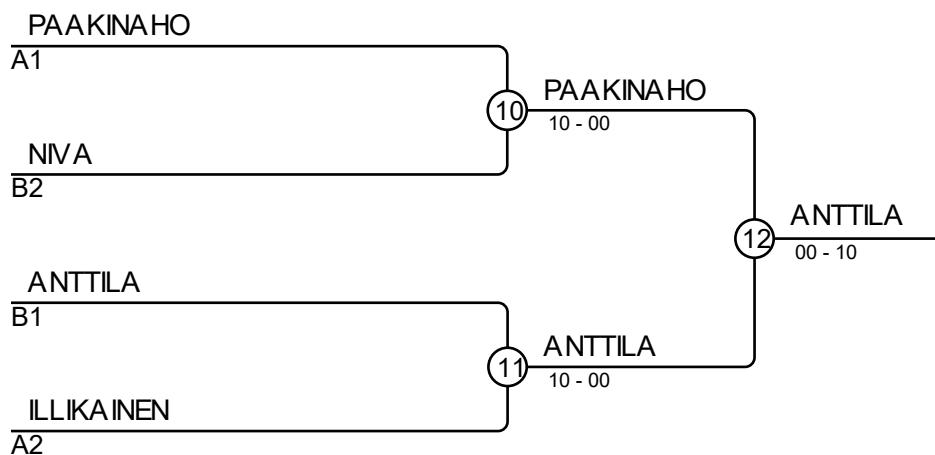 PAAKINAHO
A1
10
PAAKINAHO
10 - 00
NIVA
B2
12
ANTTILA
00 - 10
ANTTILA
B1
11
ANTTILA
10 - 00
ILLIKAINEN
A2